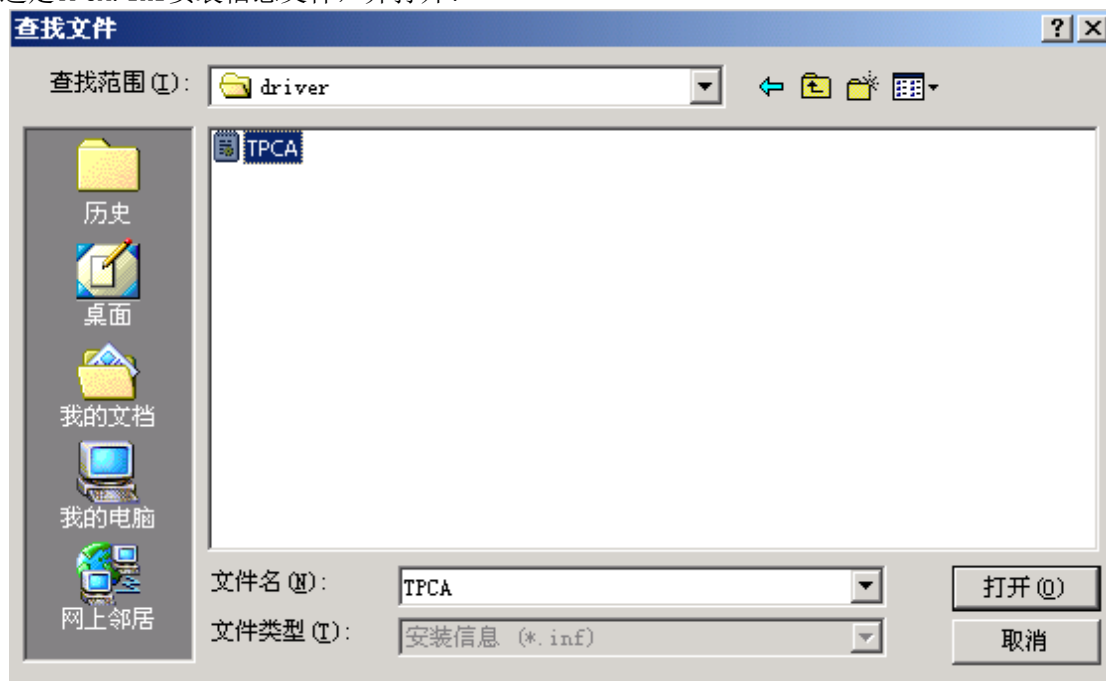 查找文件
查找范围(I):
driver
TPCA
历史
桌面
我的文档
我的电脑
网上邻居
文件名(N):
TPCA
打开(O)
文件类型(T):
安装信息 (*.inf)
取消